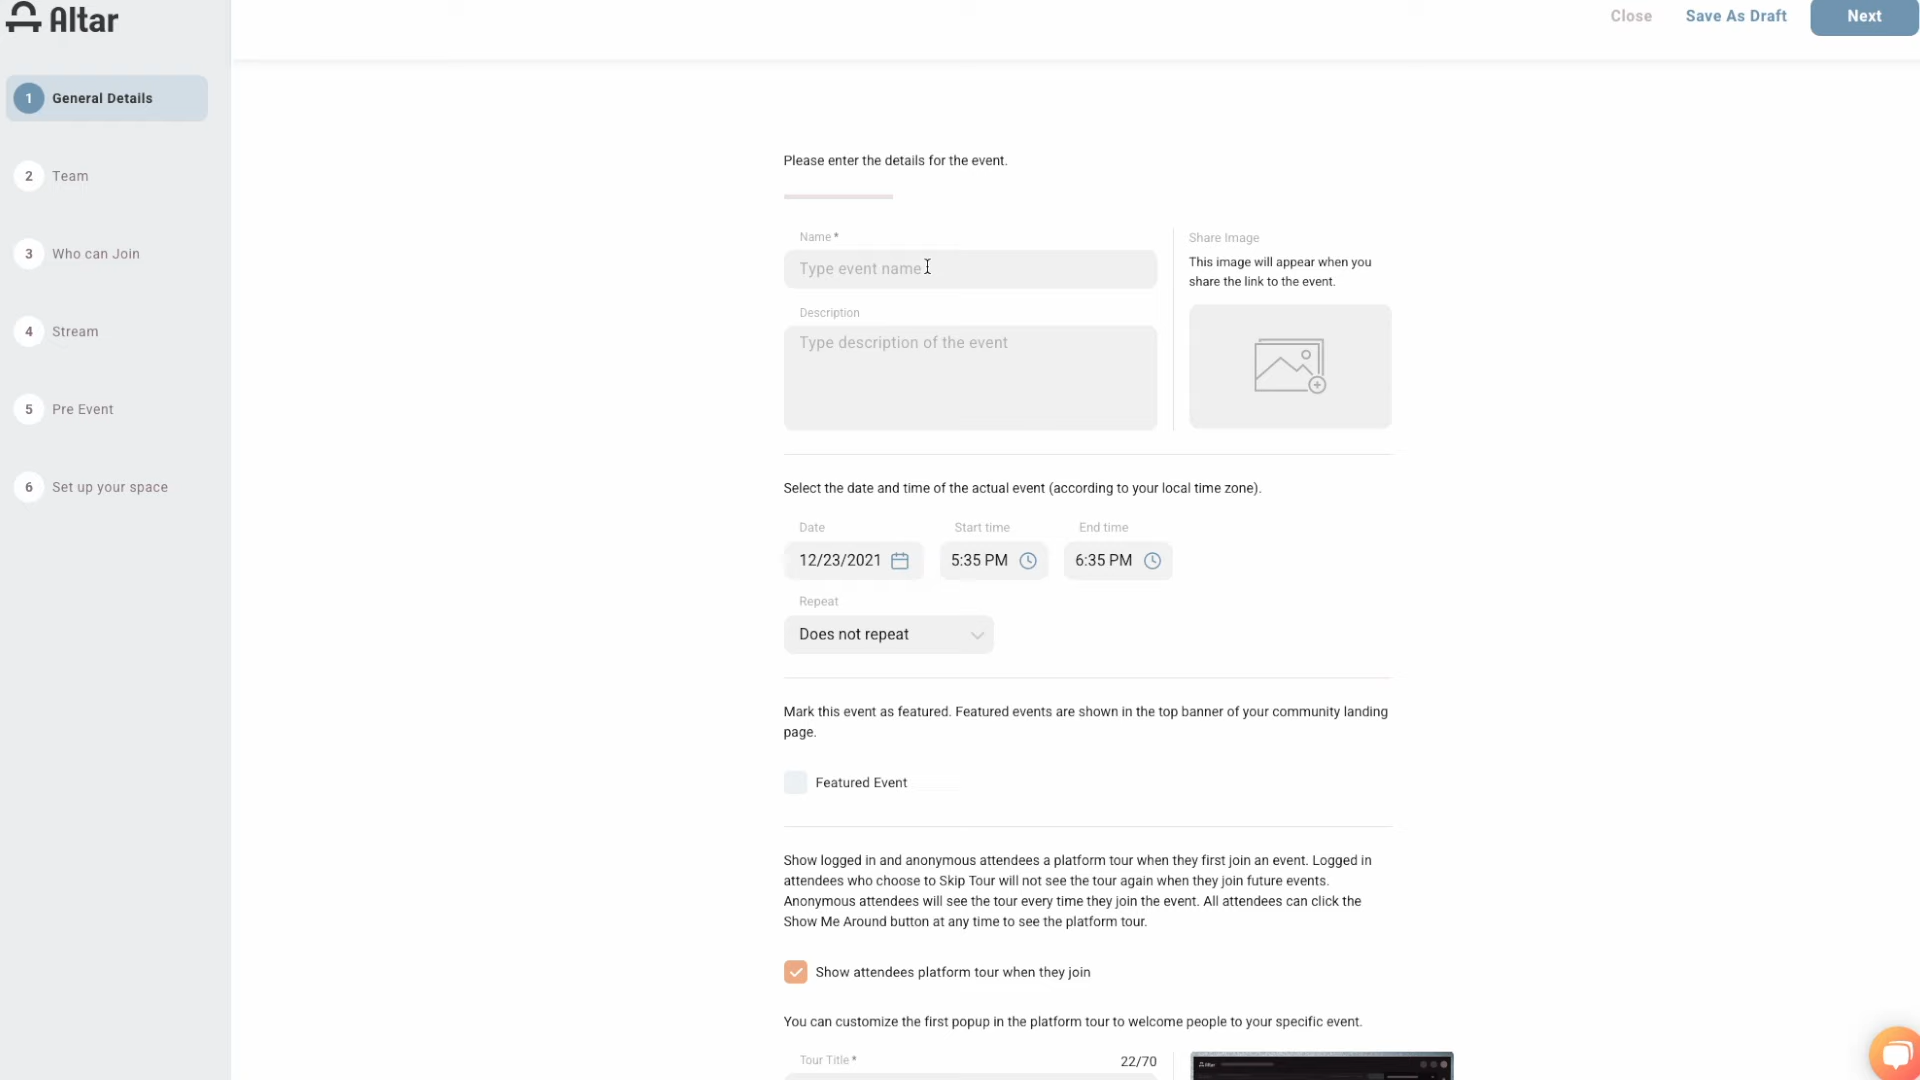 Altar
Close
Save As Draft
Next
1 General Details
2 Team
3 Who can Join
4 Stream
5 Pre Event
6 Set up your space
Please enter the details for the event.
Name *
Type event name
Description
Type description of the event
Share Image
This image will appear when you
share the link to the event.
Select the date and time of the actual event (according to your local time zone).
Date
Start time
End time
12/23/2021
5:35 PM
6:35 PM
Repeat
Does not repeat
Mark this event as featured. Featured events are shown in the top banner of your community landing
page.
Featured Event
Show logged in and anonymous attendees a platform tour when they first join an event. Logged in
attendees who choose to Skip Tour will not see the tour again when they join future events.
Anonymous attendees will see the tour every time they join the event. All attendees can click the
Show Me Around button at any time to see the platform tour.
Show attendees platform tour when they join
You can customize the first popup in the platform tour to welcome people to your specific event.
Tour Title *
22/70
Altar